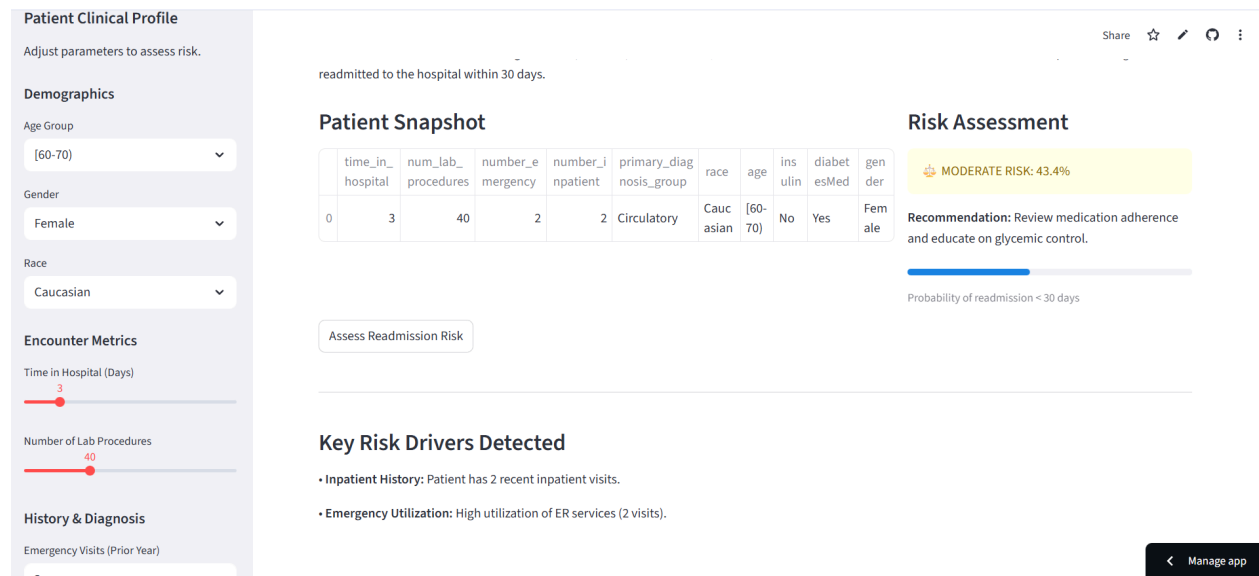 Patient Clinical Profile
Adjust parameters to assess risk.
Demographics
Age Group
[60-70)
Gender
Female
Race
Caucasian
Encounter Metrics
Time in Hospital (Days)
3
Number of Lab Procedures
40
History & Diagnosis
Emergency Visits (Prior Year)
Share
readmitted to the hospital within 30 days.
Patient Snapshot
time_in_ num_lab_ number_e number_i primary_diag race age ins diabet gen
hospital procedures mergency npatient nosis_group ulin esMed der
0 3 40 2 2 Circulatory Cauc [60- No Yes Fem
asian 70) ale
Assess Readmission Risk
Risk Assessment
MODERATE RISK: 43.4%
Recommendation: Review medication adherence
and educate on glycemic control.
Probability of readmission < 30 days
Key Risk Drivers Detected
• Inpatient History: Patient has 2 recent inpatient visits.
• Emergency Utilization: High utilization of ER services (2 visits).
Manage app